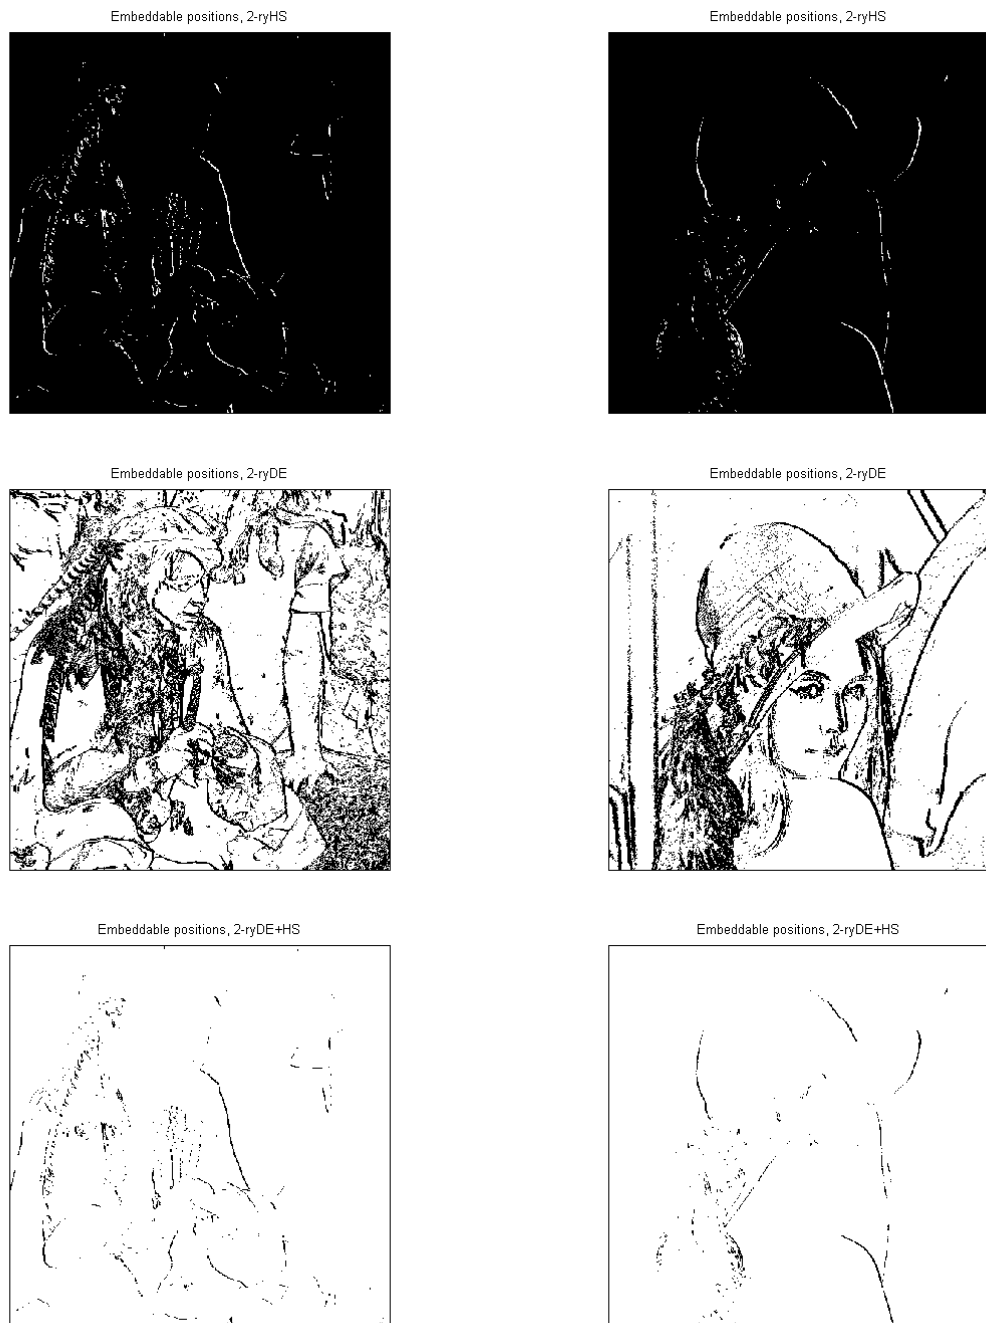 Embeddable positions, 2-ryHS
Embeddable positions, 2-ryHS
Embeddable positions, 2-ryDE
Embeddable positions, 2-ryDE
Embeddable positions, 2-ryDE+HS
Embeddable positions, 2-ryDE+HS